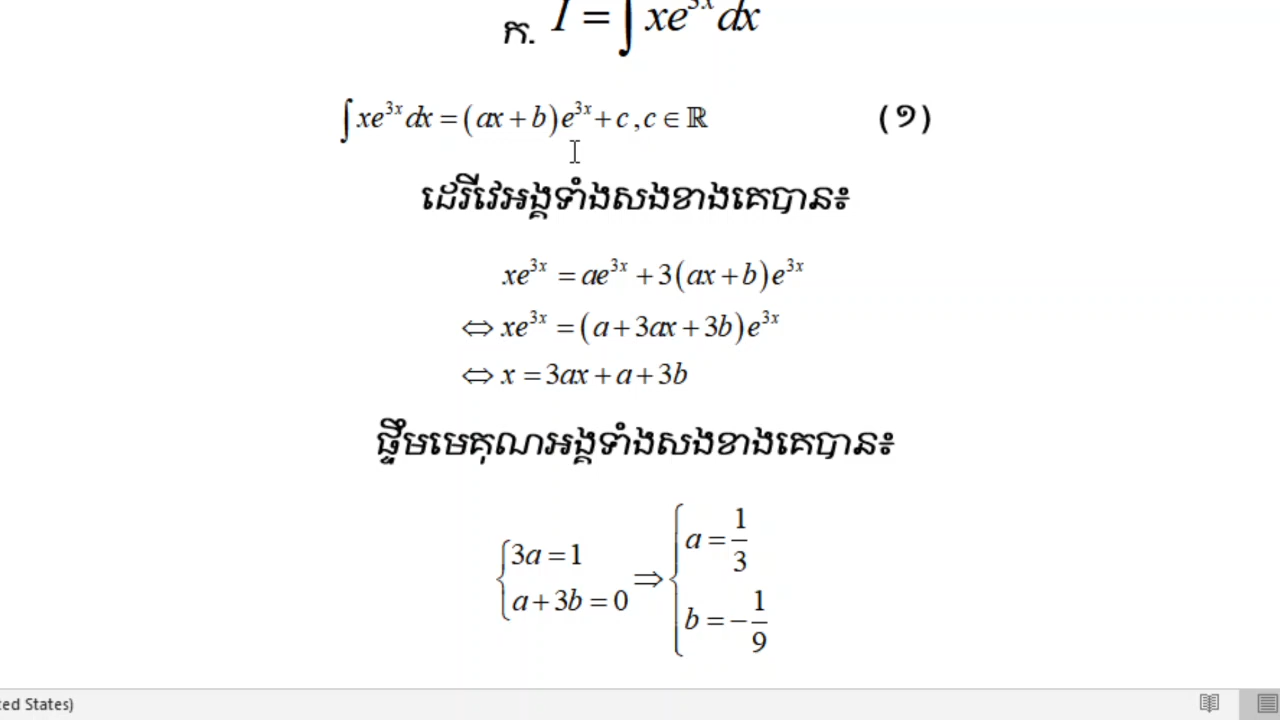 ក. I = ∫ xe^{3x} dx
∫ xe^{3x} dx = (ax + b)e^{3x} + c , c ∈ ℝ (១)
ដេរីវេអង្គទាំងសងខាងគេបាន៖
xe^{3x} = ae^{3x} + 3(ax + b)e^{3x}
⇔ xe^{3x} = (a + 3ax + 3b)e^{3x}
⇔ x = 3ax + a + 3b
ផ្ទឹមមេគុណអង្គទាំងសងខាងគេបាន៖
{3a = 1, a + 3b = 0 ⇒ {a = 1/3, b = -1/9
ted States)